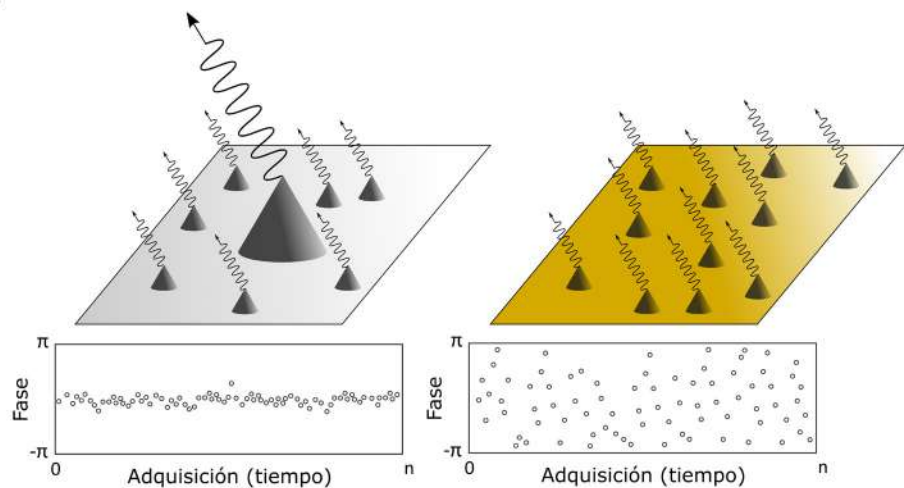 π
Fase
-π
0
Adquisición (tiempo)
n
π
Fase
-π
0
Adquisición (tiempo)
n